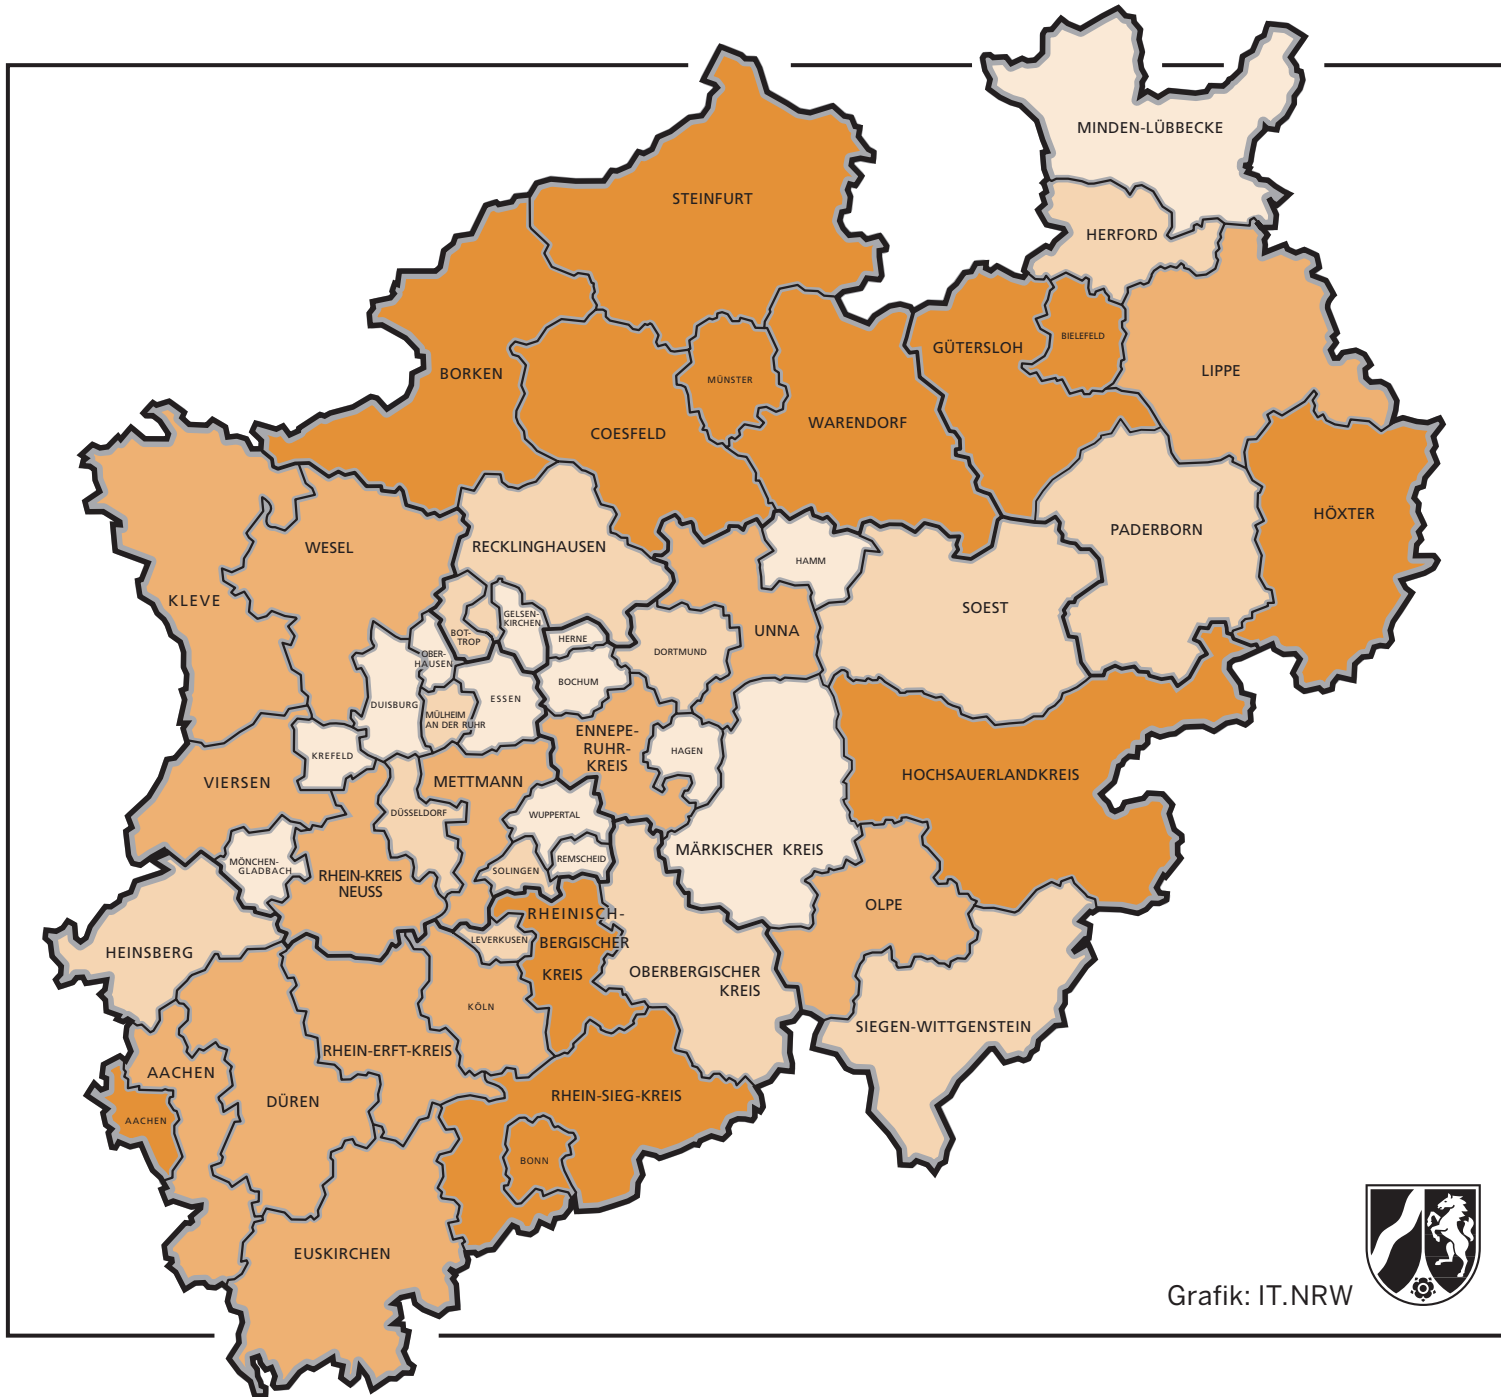 MINDEN-LÜBBECKE
STEINFURT
HERFORD
BIELEFELD
GÜTERSLOH
LIPPE
BORKEN
MÜNSTER
WARENDORF
COESFELD
HÖXTER
PADERBORN
WESEL
RECKLINGHAUSEN
HAMM
KLEVE
SOEST
GELSEN-
KIRCHEN
BOT-
TROP
HERNE
UNNA
OBER-
HAUSEN
DORTMUND
BOCHUM
DUISBURG
ESSEN
MÜLHEIM
AN DER RUHR
ENNEPE-
RUHR-
KREIS
HAGEN
KREFELD
HOCHSAUERLANDKREIS
VIERSEN
METTMANN
DÜSSELDORF
WUPPERTAL
MÄRKISCHER KREIS
REMSCHEID
MÖNCHEN-
GLADBACH
SOLINGEN
RHEIN-KREIS
NEUSS
OLPE
RHEINISCH-
BERGISCHER
KREIS
LEVERKUSEN
HEINSBERG
OBERBERGISCHER
KREIS
KÖLN
SIEGEN-WITTGENSTEIN
RHEIN-ERFT-KREIS
AACHEN
DÜREN
RHEIN-SIEG-KREIS
AACHEN
BONN
EUSKIRCHEN
Grafik: IT.NRW